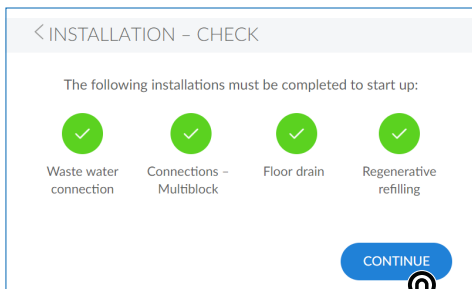 INSTALLATION – CHECK
The following installations must be completed to start up:
Waste water
connection
Connections –
Multiblock
Floor drain
Regenerative
refilling
CONTINUE